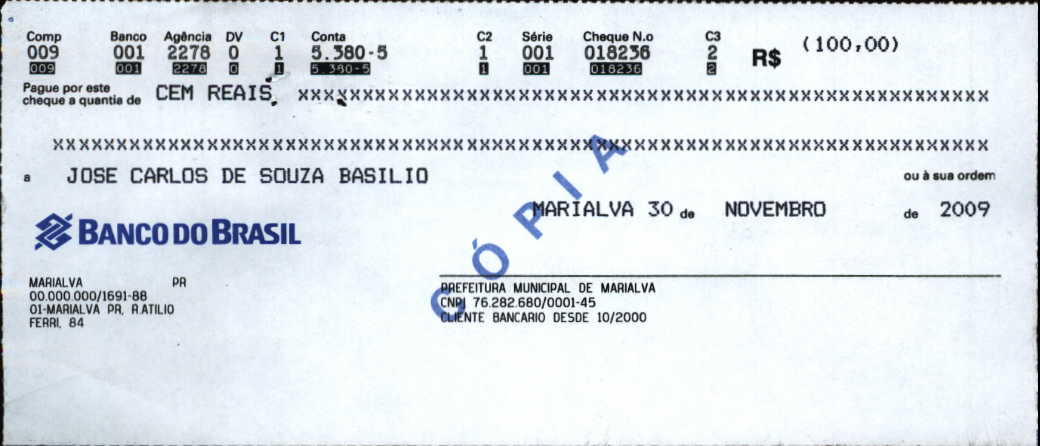 Comp Banco Agência DV C1 Conta C2 Série Cheque N.o C3
009 001 2278 0 1 5.380-5 1 001 018236 2 R$ (100,00)
009 001 2278 0 1 5.380-5 1 001 018236 2
Pague por este
cheque a quantia de CEM REAIS, xxxxxxxxxxxxxxxxxxxxxxxxxxxxxxxxxxxxxxxxxxxxxxxxxxxxx
xxxxxxxxxxxxxxxxxxxxxxxxxxxxxxxxxxxxxxxxxxxxxxxxxxxxxxxxxxxxxxxxxxxxxxxx
a JOSE CARLOS DE SOUZA BASILIO ou à sua ordem
MARIALVA 30 de NOVEMBRO de 2009
BANCO DO BRASIL
CÓPIA
MARIALVA PR
00.000.000/1691-88
01-MARIALVA PR, R.ATILIO
FERRI, 84
PREFEITURA MUNICIPAL DE MARIALVA
CNPJ 76.282.680/0001-45
CLIENTE BANCARIO DESDE 10/2000